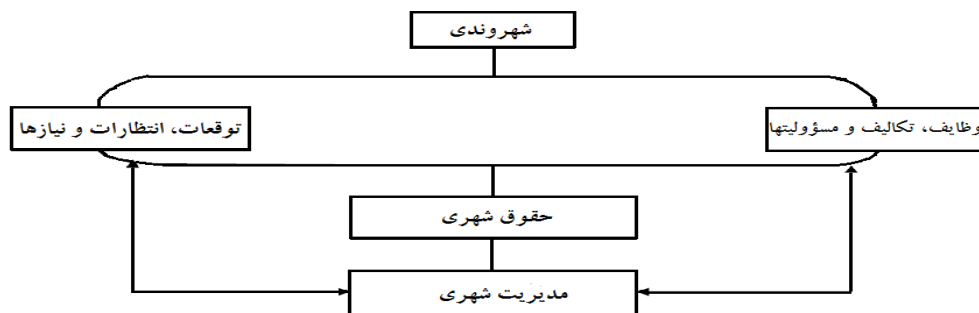 شهروندی
وظایف، تکالیف و مسؤولیتها
توقعات، انتظارات و نیازها
حقوق شهری
مدیریت شهری